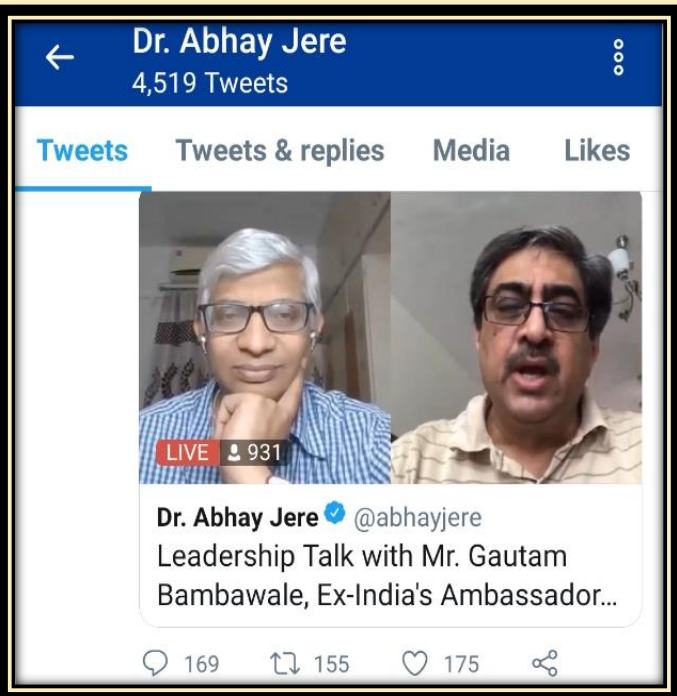 Dr. Abhay Jere
4,519 Tweets
Tweets Tweets & replies Media Likes
LIVE 931
Dr. Abhay Jere @abhayjere
Leadership Talk with Mr. Gautam
Bambawale, Ex-India's Ambassador...
169 155 175